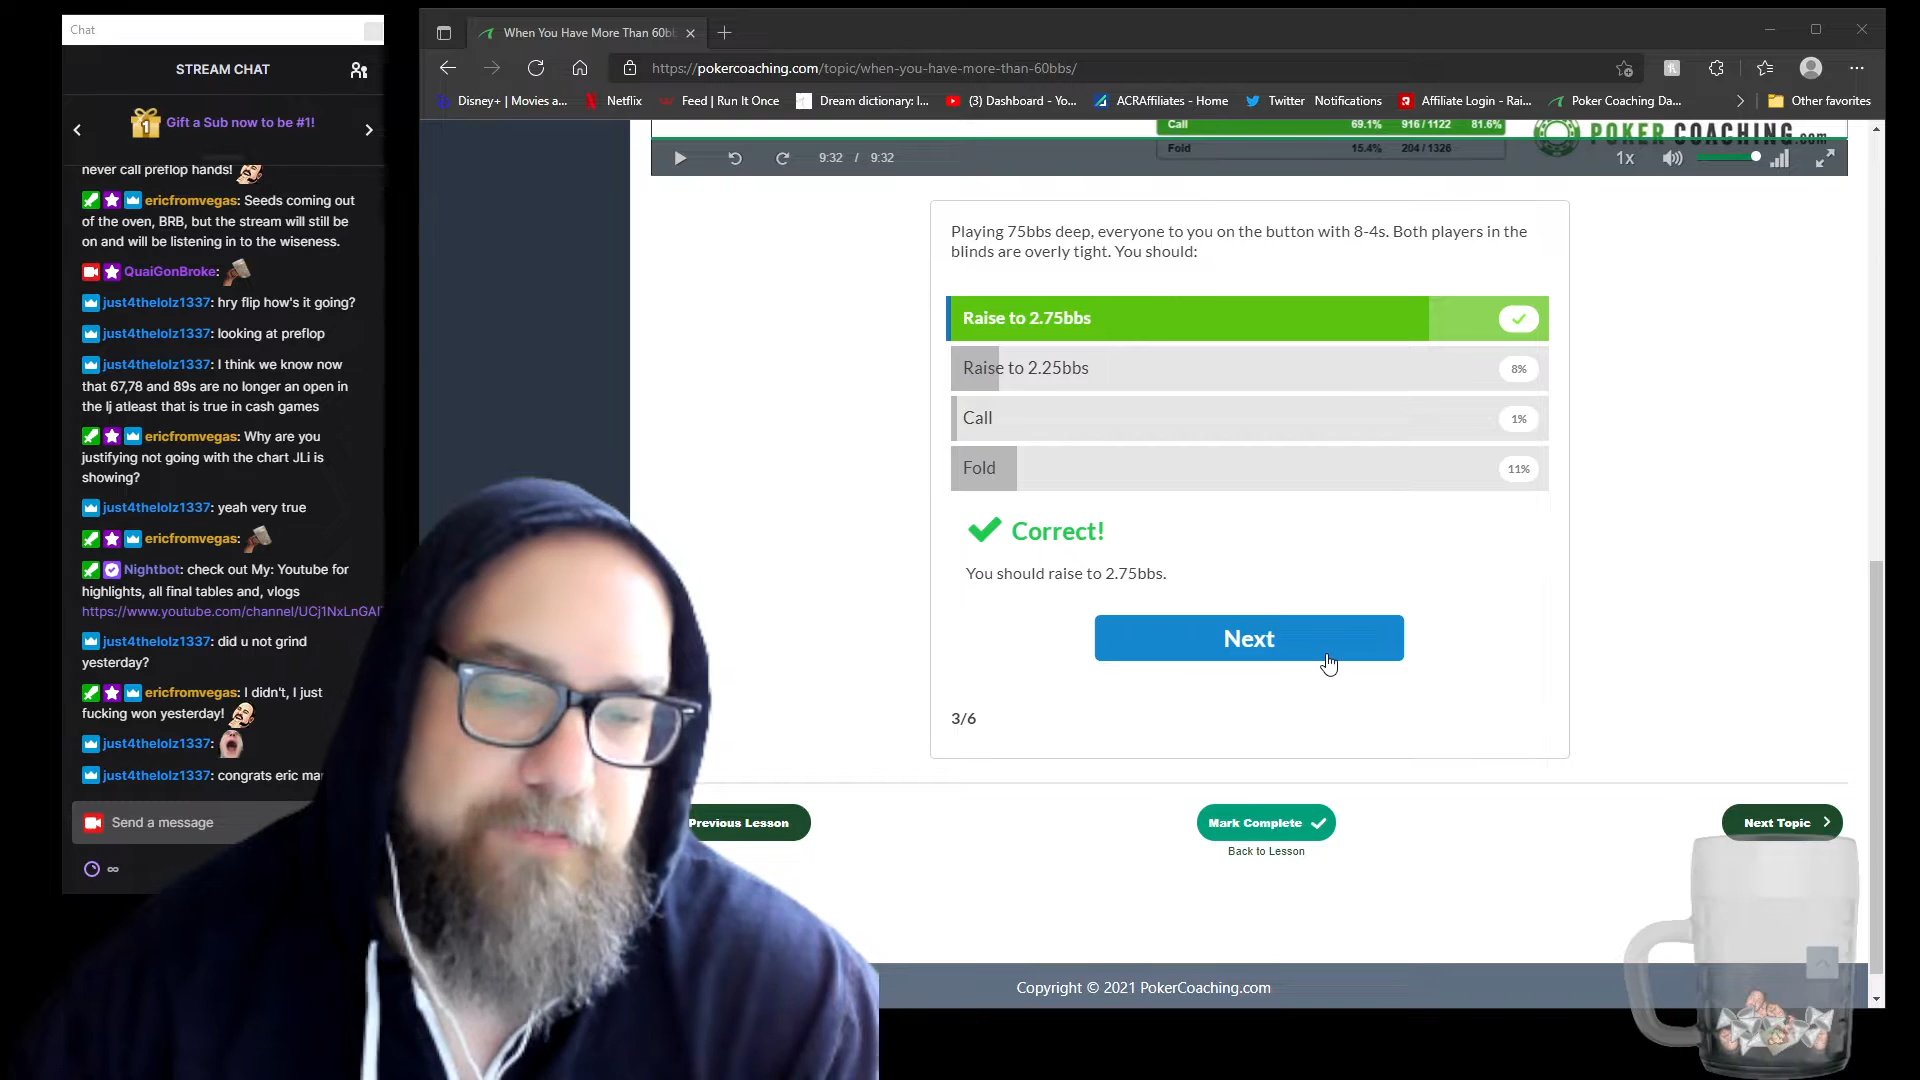 Chat
STREAM CHAT
1
Gift a Sub now to be #1!
never call preflop hands!
ericfromvegas: Seeds coming out
of the oven, BRB, but the stream will still be
on and will be listening in to the wiseness.
QuaiGonBroke:
just4thelolz1337: hry flip how's it going?
just4thelolz1337: looking at preflop
just4thelolz1337: I think we know now
that 67,78 and 89s are no longer an open in
the lj atleast that is true in cash games
ericfromvegas: Why are you
justifying not going with the chart JLi is
showing?
just4thelolz1337: yeah very true
ericfromvegas:
Nightbot: check out My: Youtube for
highlights, all final tables and, vlogs
https://www.youtube.com/channel/UCj1NxLnGAI
just4thelolz1337: did u not grind
yesterday?
ericfromvegas: I didn't, I just
fucking won yesterday!
just4thelolz1337:
just4thelolz1337: congrats eric
Send a message
∞
When You Have More Than 60b
https://pokercoaching.com/topic/when-you-have-more-than-60bbs/
Disney+ | Movies a...
Netflix
Feed | Run It Once
Dream dictionary: I...
(3) Dashboard - Yo...
ACRAffiliates - Home
Twitter
Notifications
Affiliate Login - Rai...
Poker Coaching Da...
Other favorites
Call 69.1% 916 / 1122 81.6%
Fold 15.4% 204 / 1326
POKER COACHING.com
9:32 / 9:32
1x
Playing 75bbs deep, everyone to you on the button with 8-4s. Both players in the
blinds are overly tight. You should:
Raise to 2.75bbs
Raise to 2.25bbs 8%
Call 1%
Fold 11%
Correct!
You should raise to 2.75bbs.
Next
3/6
Previous Lesson
Mark Complete
Back to Lesson
Next Topic
Copyright © 2021 PokerCoaching.com